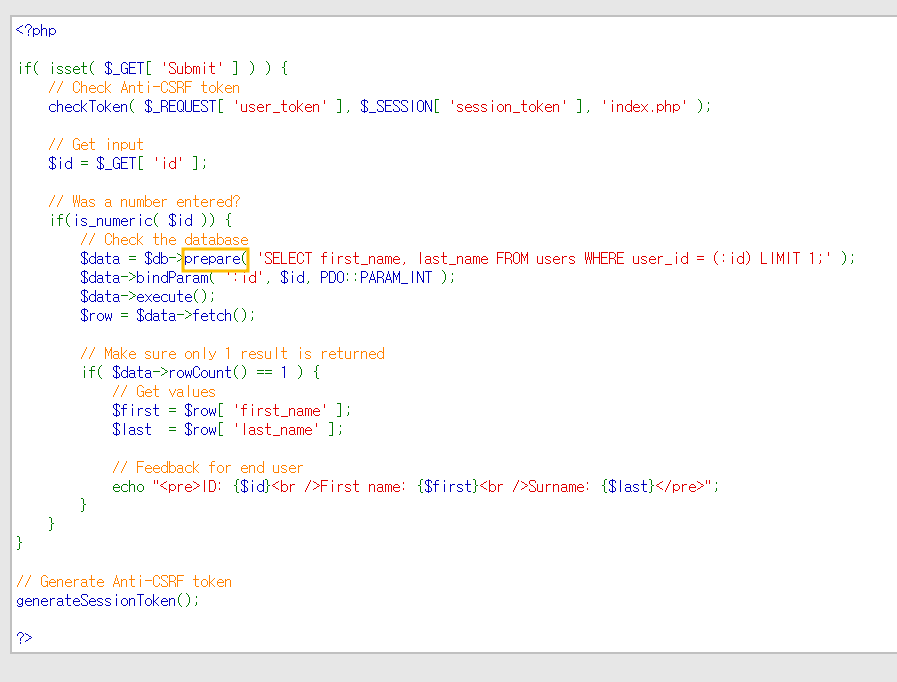 <?php
if( isset( $_GET[ 'Submit' ] ) ) {
// Check Anti-CSRF token
checkToken( $_REQUEST[ 'user_token' ], $_SESSION[ 'session_token' ], 'index.php' );
// Get input
$id = $_GET[ 'id' ];
// Was a number entered?
if(is_numeric( $id )) {
// Check the database
$data = $db->prepare( 'SELECT first_name, last_name FROM users WHERE user_id = (:id) LIMIT 1;' );
$data->bindParam( ':id', $id, PDO::PARAM_INT );
$data->execute();
$row = $data->fetch();
// Make sure only 1 result is returned
if( $data->rowCount() == 1 ) {
// Get values
$first = $row[ 'first_name' ];
$last  = $row[ 'last_name' ];
// Feedback for end user
echo "<pre>ID: {$id}<br />First name: {$first}<br />Surname: {$last}</pre>";
}
}
}
// Generate Anti-CSRF token
generateSessionToken();
?>